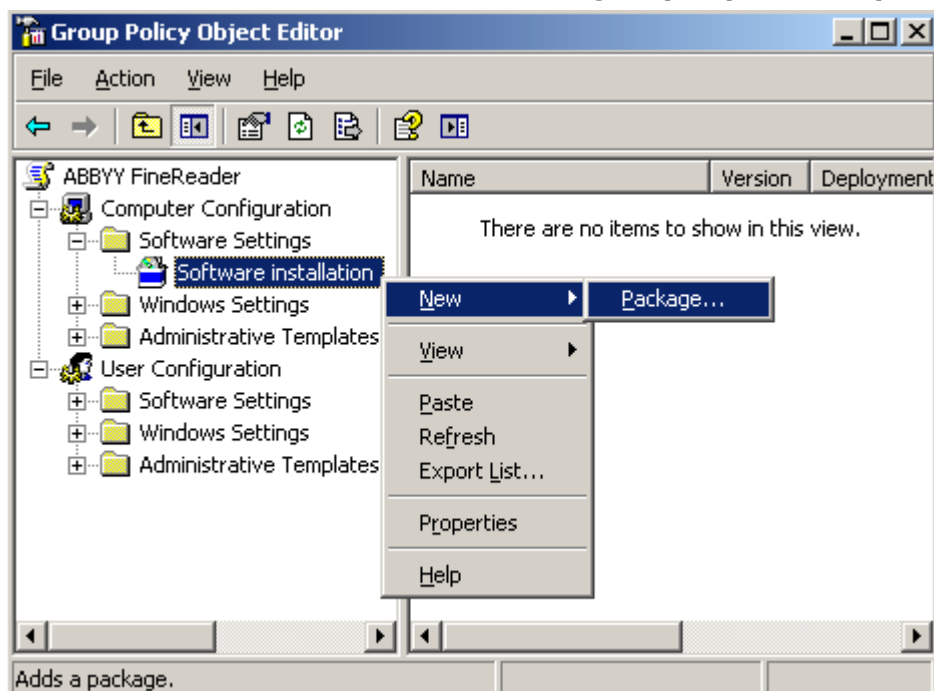 Group Policy Object Editor
File Action View Help
ABBYY FineReader
Computer Configuration
Software Settings
Software installation
Windows Settings
Administrative Templates
User Configuration
Software Settings
Windows Settings
Administrative Templates
Name Version Deployment
There are no items to show in this view.
New
Package...
View
Paste
Refresh
Export List...
Properties
Help
Adds a package.